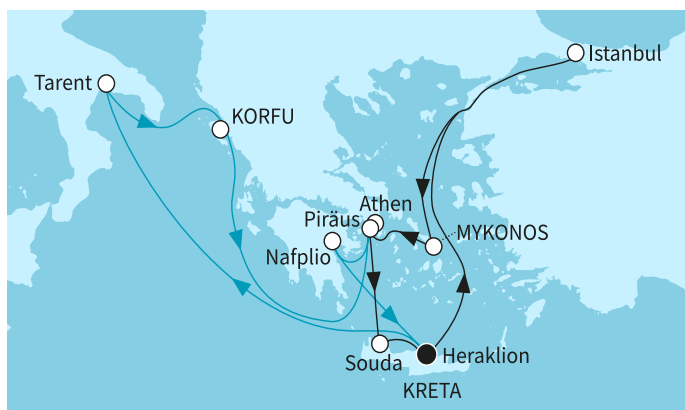 Istanbul
Tarent
KORFU
Athen
Piräus
MYKONOS
Nafplio
Souda
Heraklion
KRETA